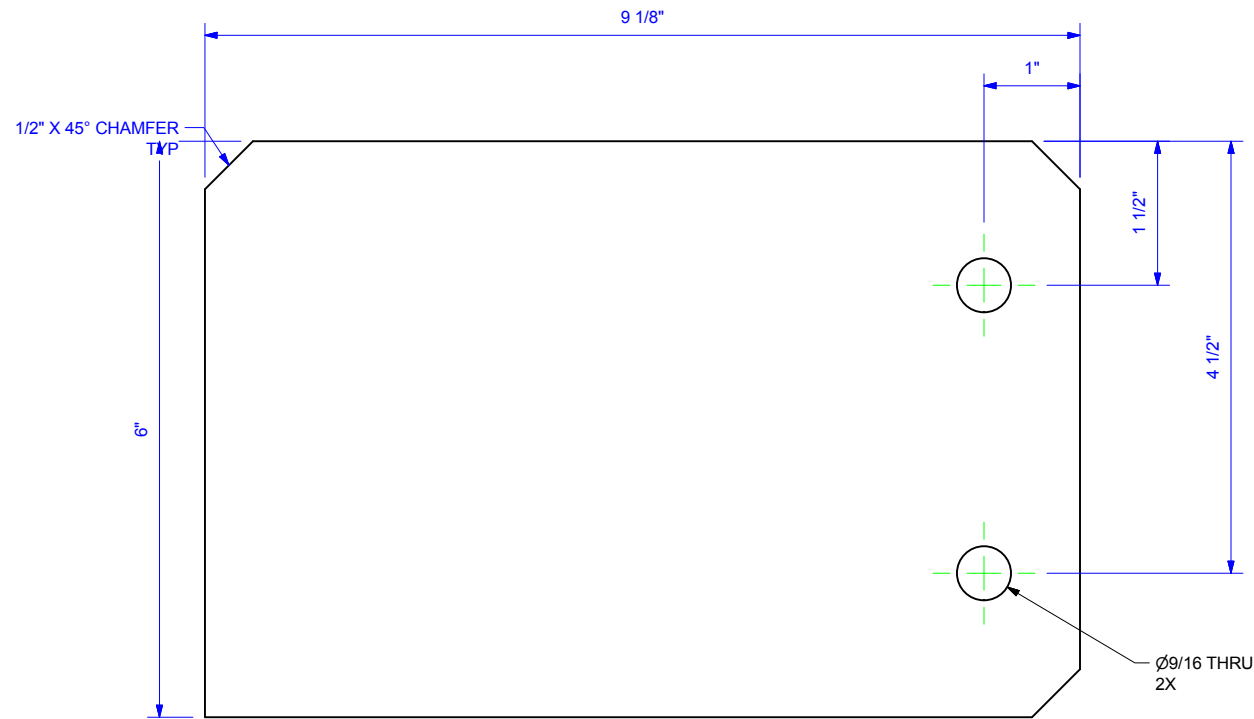 9 1/8"
1"
1/2" X 45° CHAMFER
TYP
1 1/2"
4 1/2"
6"
Ø9/16 THRU
2X